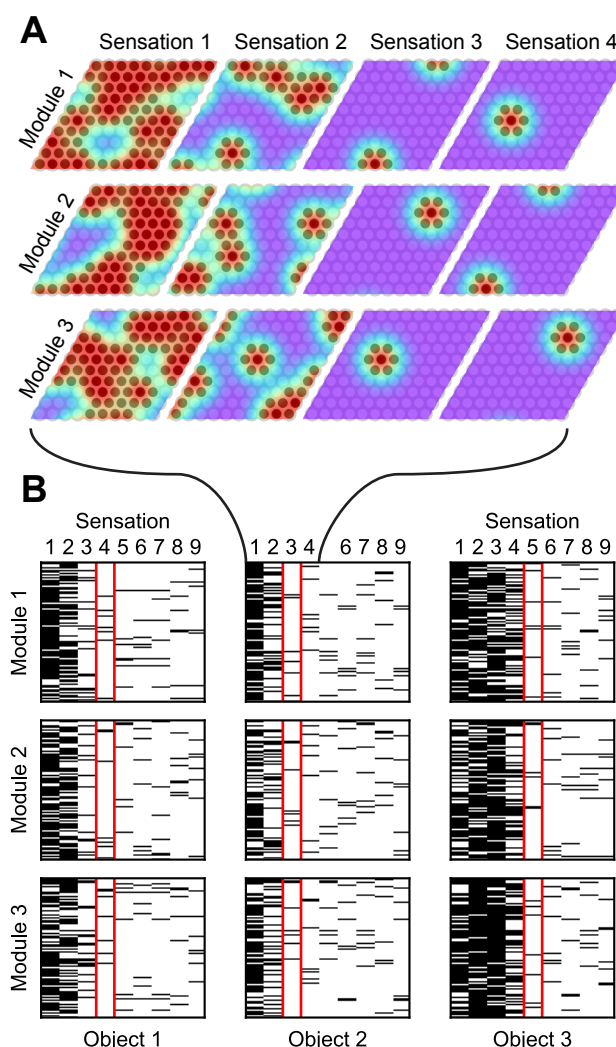 A
Sensation 1 Sensation 2 Sensation 3 Sensation 4
Module 1
Module 2
Module 3
B
Sensation Sensation
1 2 3 4 5 6 7 8 9 1 2 3 4 6 7 8 9 1 2 3 4 5 6 7 8 9
Module 1
Module 2
Module 3
Object 1 Object 2 Object 3